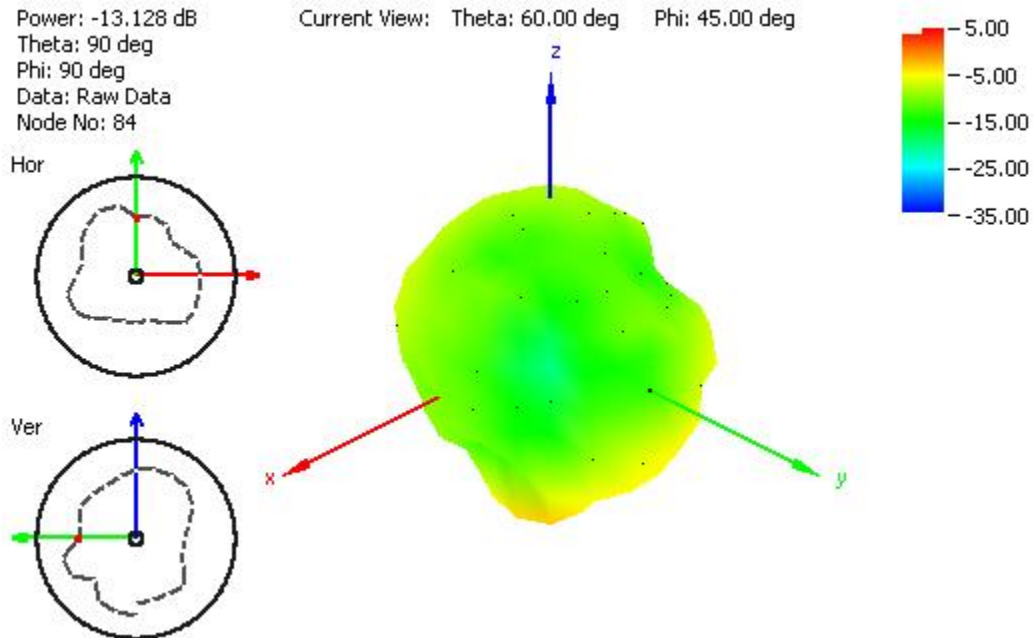 Power: -13.128 dB
Theta: 90 deg
Phi: 90 deg
Data: Raw Data
Node No: 84
Current View: Theta: 60.00 deg Phi: 45.00 deg
5.00
-5.00
-15.00
-25.00
-35.00
Hor
Ver
z
x
y